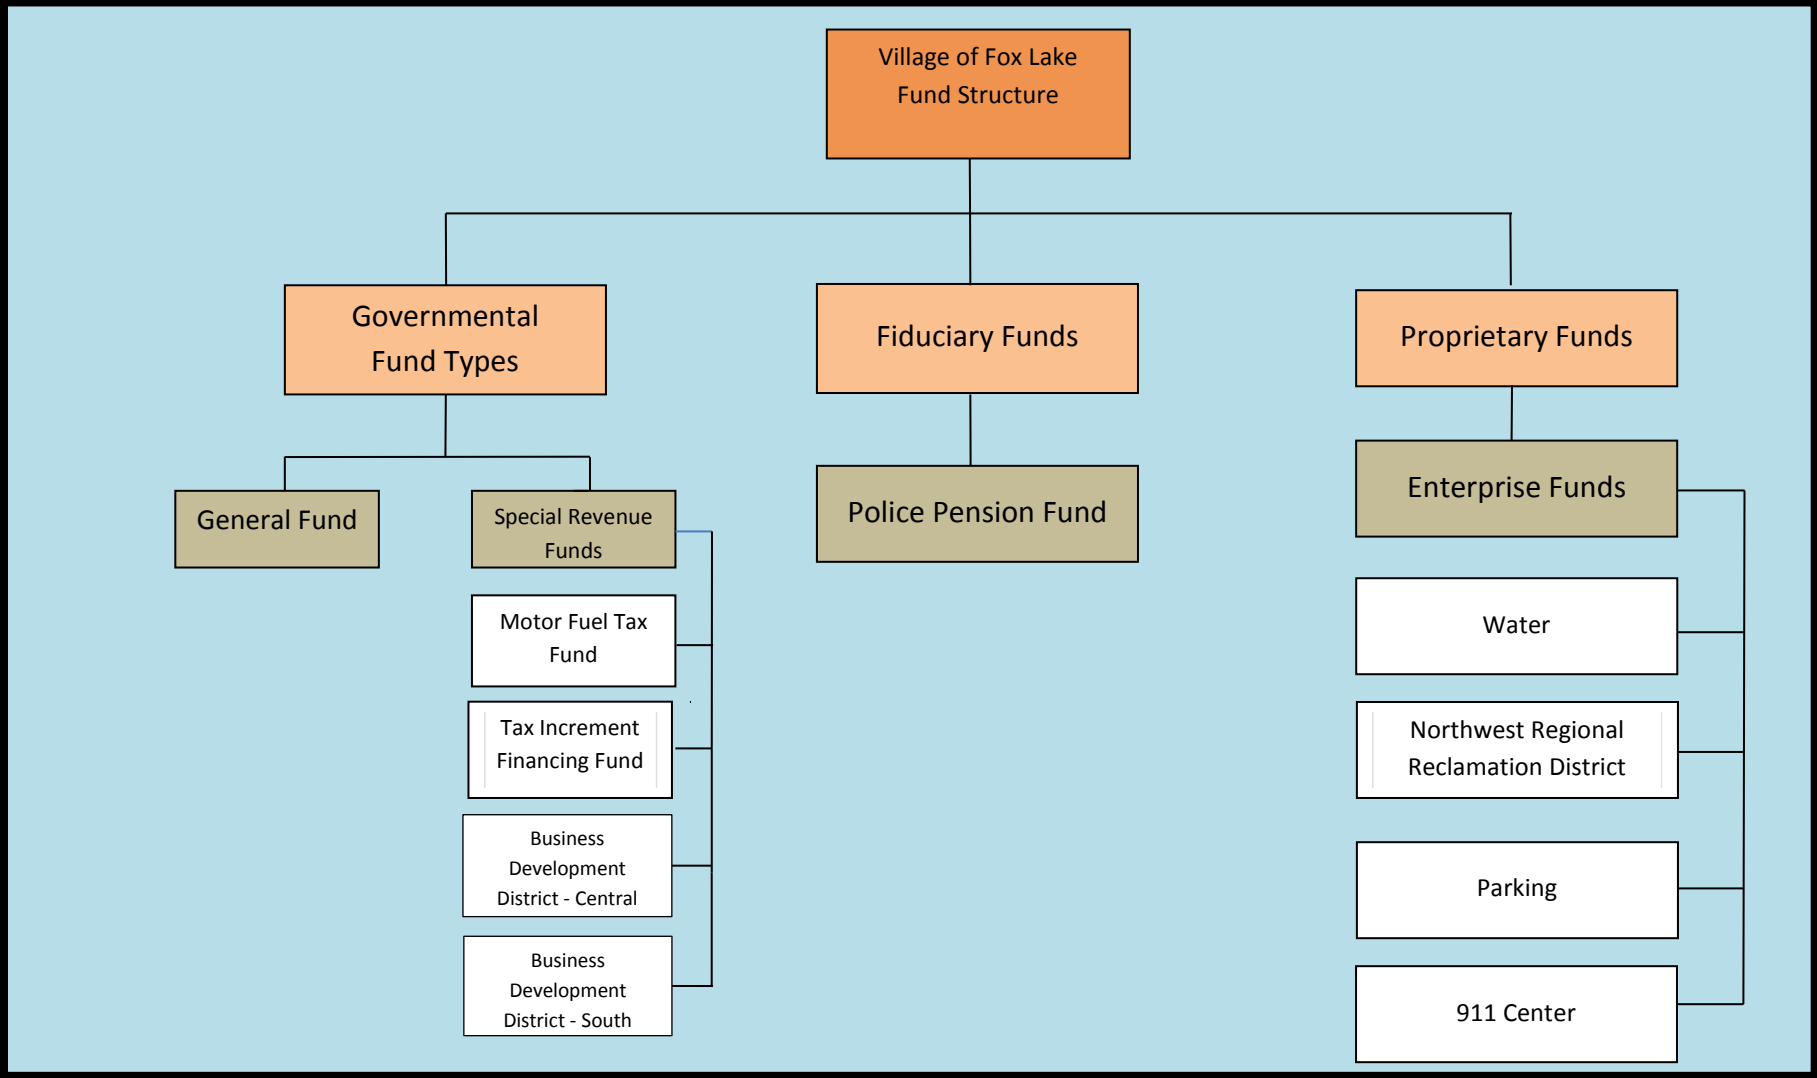 Village of Fox Lake
Fund Structure
Governmental
Fund Types
Fiduciary Funds
Proprietary Funds
General Fund
Special Revenue
Funds
Police Pension Fund
Enterprise Funds
Motor Fuel Tax
Fund
Tax Increment
Financing Fund
Business
Development
District - Central
Business
Development
District - South
Water
Northwest Regional
Reclamation District
Parking
911 Center